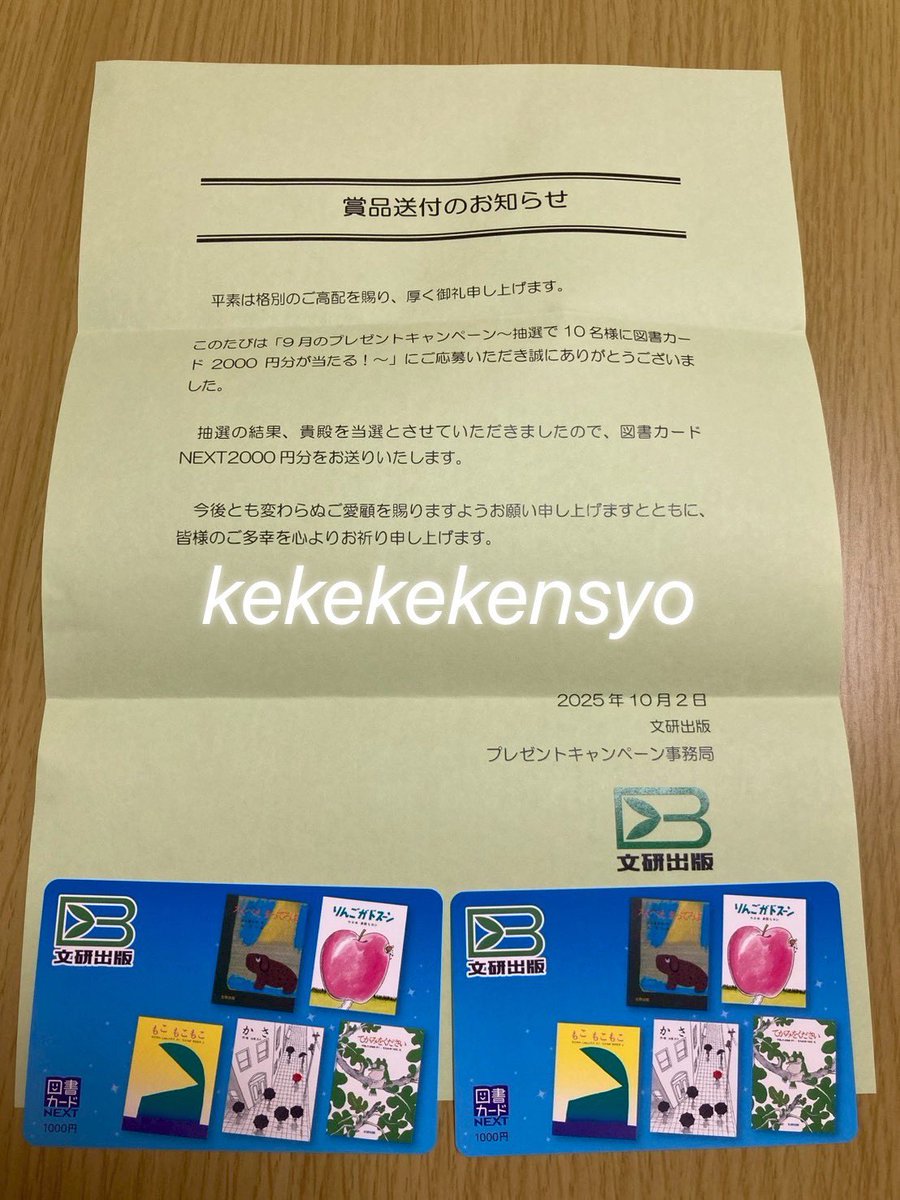 賞品送付のお知らせ
平素は格別のご高配を賜り、厚く御礼申し上げます。
このたびは「9月のプレゼントキャンペーン～抽選で10名様に図書カー
ド 2000 円分が当たる！～」にご応募いただき誠にありがとうございま
した。
抽選の結果、貴殿を当選とさせていただきましたので、図書カード
NEXT2000円分をお送りいたします。
今後とも変わらぬご愛顧を賜りますようお願い申し上げますとともに、
皆様のご多幸を心よりお祈り申し上げます。
kekekekensyo
2025年10月2日
文研出版
プレゼントキャンペーン事務局
文研出版
文研出版
りんごがドスーン
もこ もこもこ
かさ
てがみをください
図書
カード
NEXT
1000円
文研出版
りんごがドスーン
もこ もこもこ
かさ
てがみをください
図書
カード
NEXT
1000円